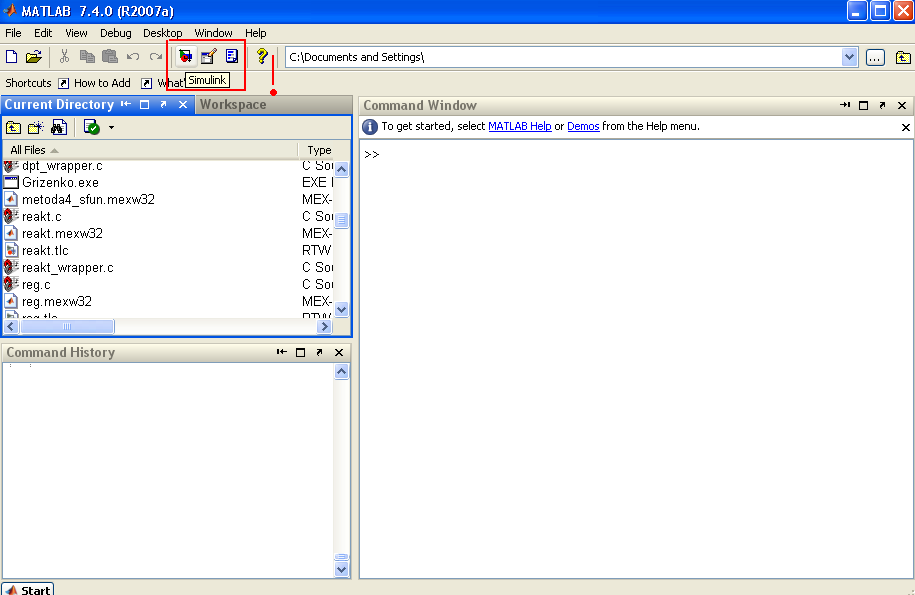 MATLAB 7.4.0 (R2007a)
File Edit View Debug Desktop Window Help
C:\Documents and Settings\
...
Shortcuts How to Add What'
Simulink
Current Directory
Workspace
All Files Type
dpt_wrapper.c C Sou
Grizenko.exe EXE
metoda4_sfun.mexw32 MEX-
reakt.c C Sou
reakt.mexw32 MEX-
reakt.tlc RTW
reakt_wrapper.c C Sou
reg.c C Sou
reg.mexw32 MEX-
reg.tlc RTW
Command History
Command Window
To get started, select MATLAB Help or Demos from the Help menu.
>>
Start